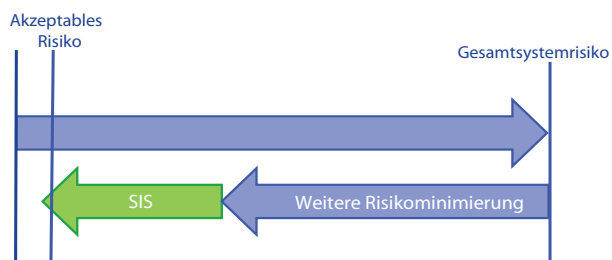 Akzeptables
Risiko
Gesamtsystemrisiko
SIS
Weitere Risikominimierung